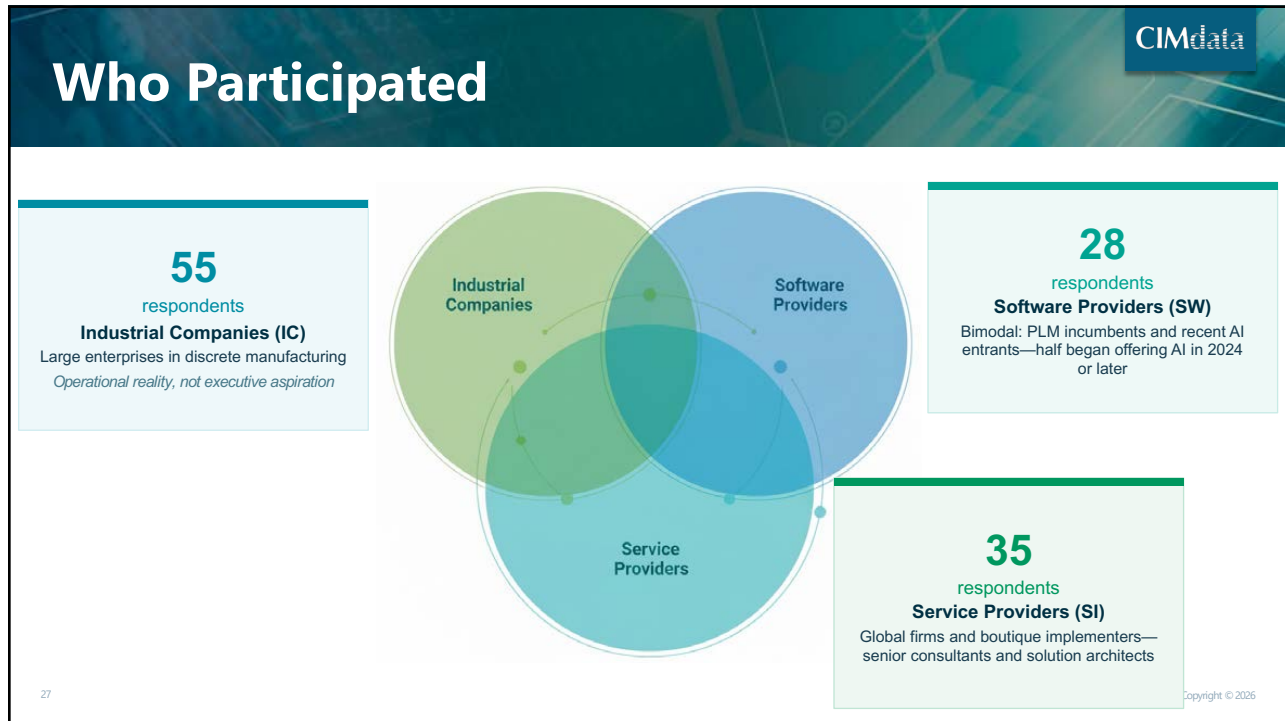 CIMdata
Who Participated
55
respondents
Industrial Companies (IC)
Large enterprises in discrete manufacturing
Operational reality, not executive aspiration
Industrial
Companies
Software
Providers
Service
Providers
28
respondents
Software Providers (SW)
Bimodal: PLM incumbents and recent AI
entrants—half began offering AI in 2024
or later
35
respondents
Service Providers (SI)
Global firms and boutique implementers—
senior consultants and solution architects
27
Copyright © 2026